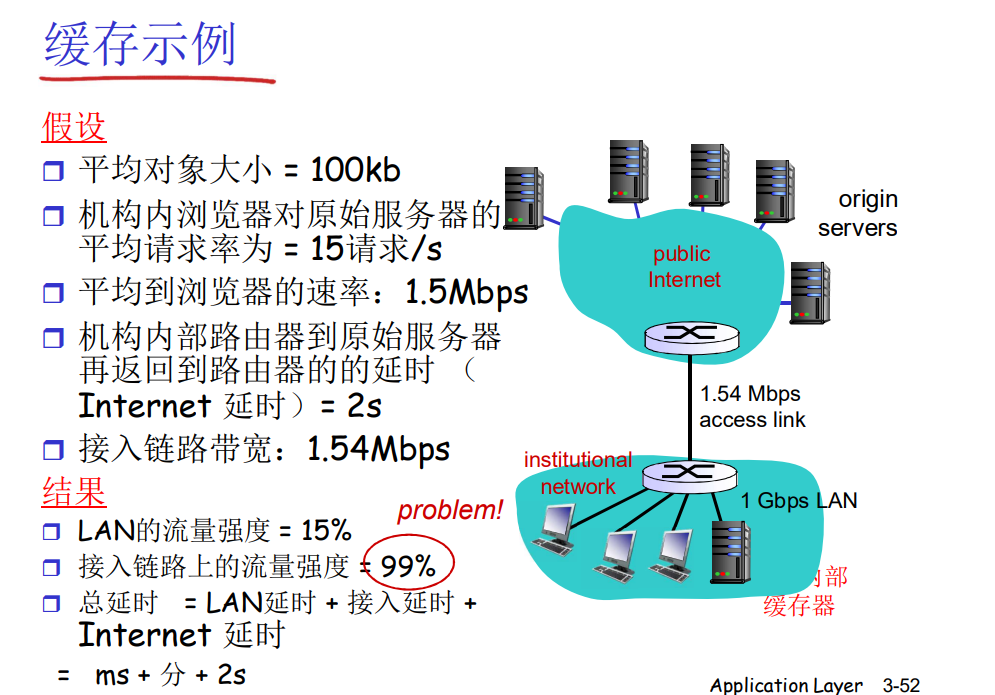 缓存示例
假设
平均对象大小 = 100kb
机构内浏览器对原始服务器的
平均请求率为 = 15请求/s
平均到浏览器的速率：1.5Mbps
机构内部路由器到原始服务器
再返回到路由器的的延时 （
Internet 延时）= 2s
接入链路带宽：1.54Mbps
结果
LAN的流量强度 = 15%
接入链路上的流量强度 = 99%
总延时 = LAN延时 + 接入延时 +
Internet 延时
= ms + 分 + 2s
problem!
origin
servers
public
Internet
1.54 Mbps
access link
institutional
network
1 Gbps LAN
内部
缓存器
Application Layer 3-52